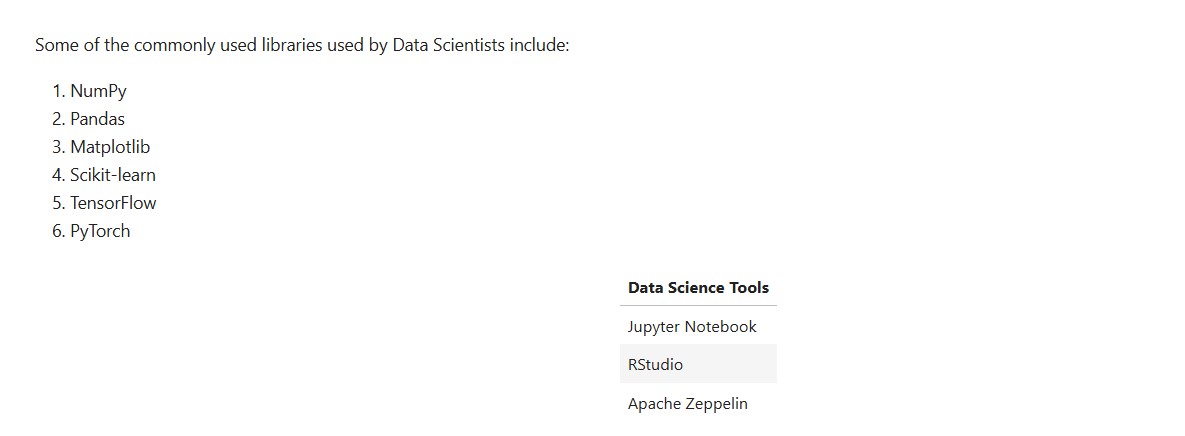 Some of the commonly used libraries used by Data Scientists include:
1. NumPy
2. Pandas
3. Matplotlib
4. Scikit-learn
5. TensorFlow
6. PyTorch
Data Science Tools
Jupyter Notebook
RStudio
Apache Zeppelin